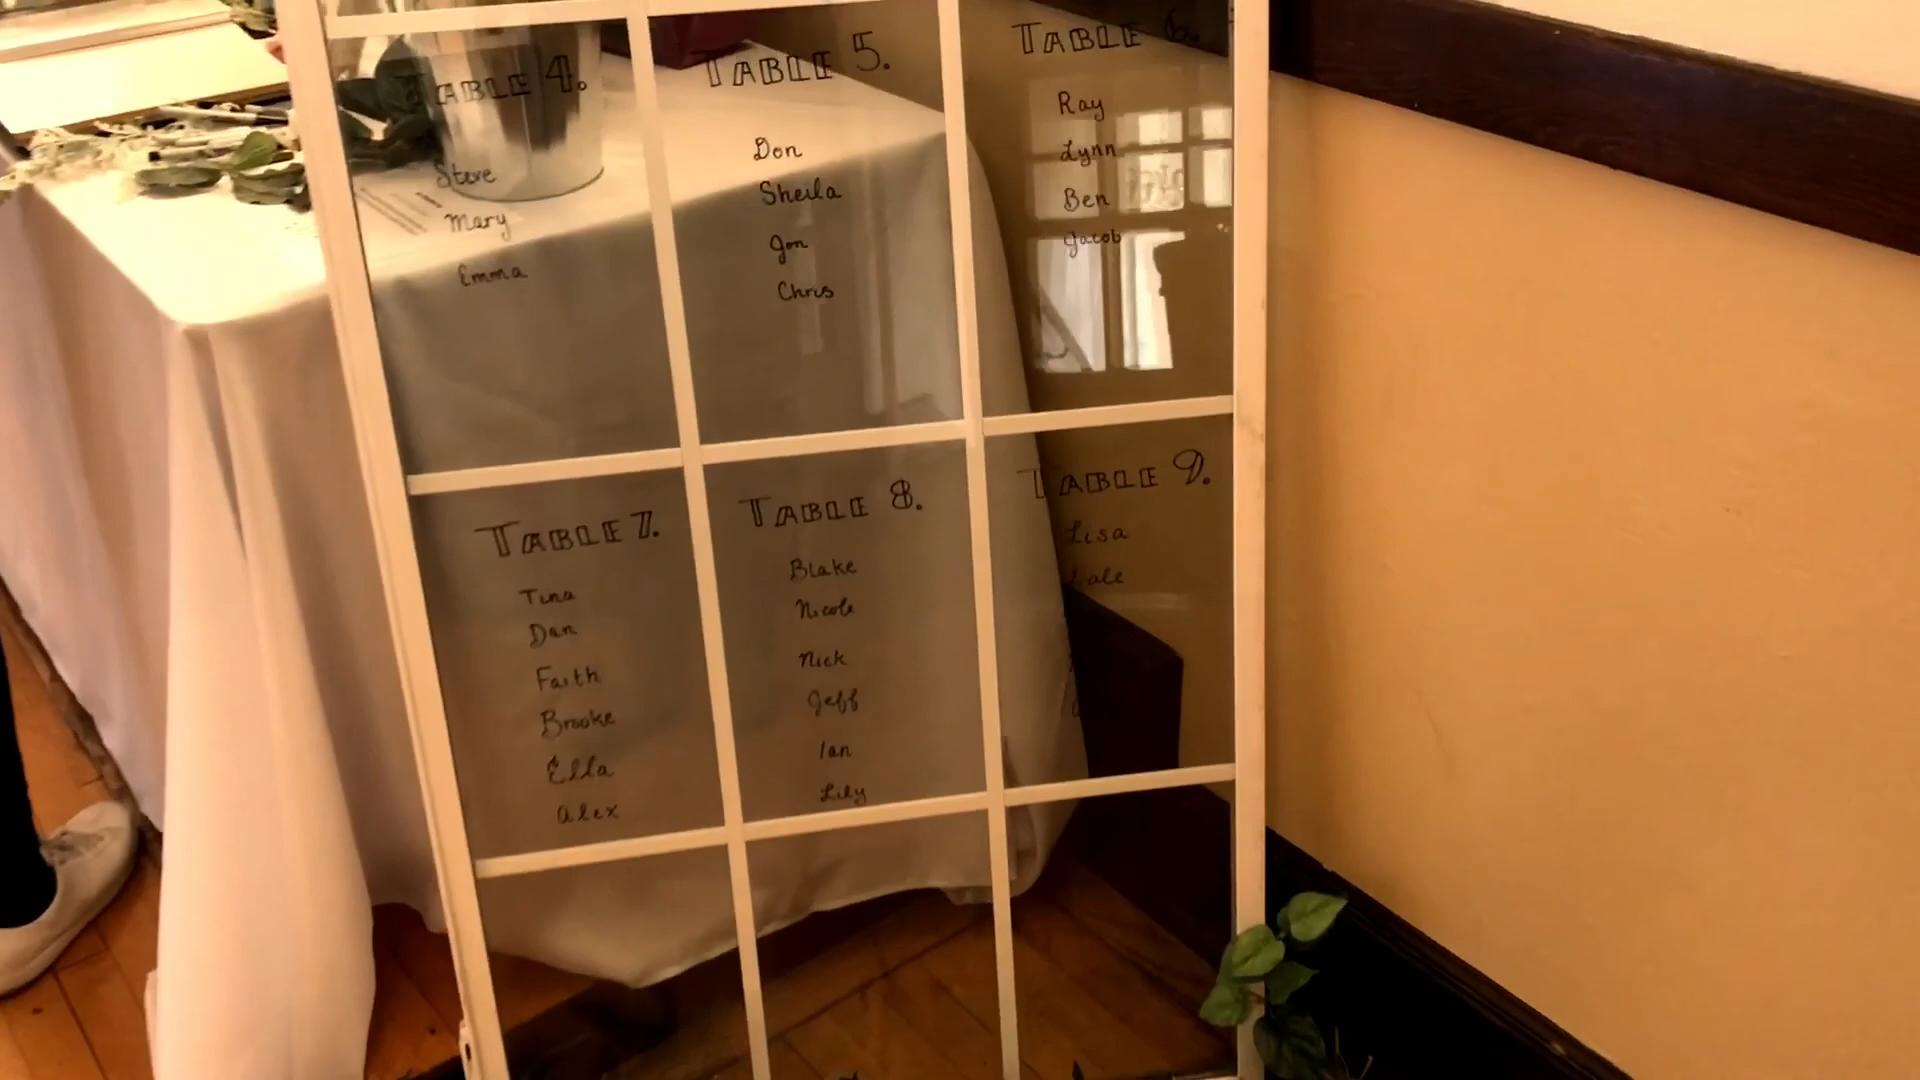 TABLE 4.
Steve
Mary
Emma
TABLE 5.
Don
Sheila
Jon
Chris
TABLE 6.
Ray
Lynn
Ben
Jacob
TABLE 7.
Tina
Dan
Faith
Brooke
Ella
Alex
TABLE 8.
Blake
Nicole
Nick
Jeff
Ian
Lily
TABLE 9.
Lisa